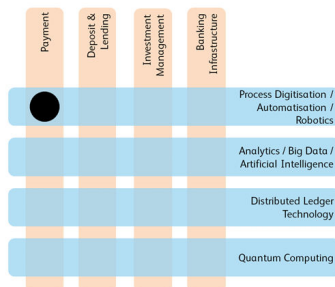 Payment
Deposit &
Lending
Investment
Management
Banking
Infrastructure
Process Digitisation /
Automatisation /
Robotics
Analytics / Big Data /
Artificial Intelligence
Distributed Ledger
Technology
Quantum Computing